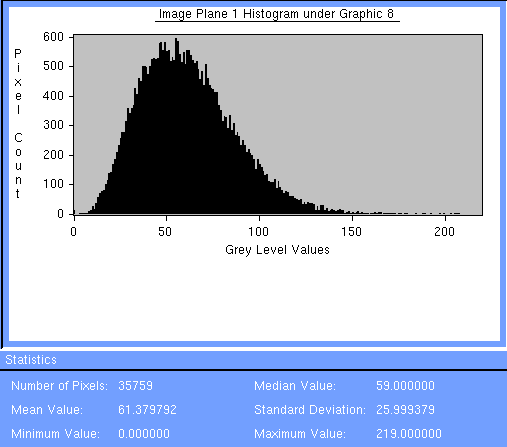 Image Plane 1 Histogram under Graphic 8
Pixel Count
600
500
400
300
200
100
0
0 50 100 150 200
Grey Level Values
Statistics
Number of Pixels: 35759 Median Value: 59.000000
Mean Value: 61.379792 Standard Deviation: 25.999379
Minimum Value: 0.000000 Maximum Value: 219.000000